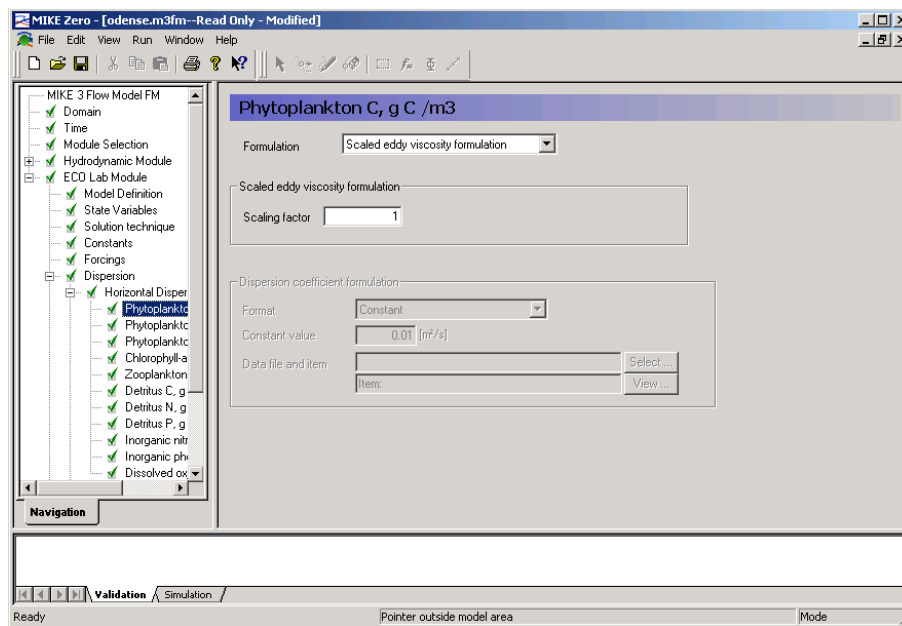 MIKE Zero - [odense.m3fm--Read Only - Modified]
File Edit View Run Window Help
MIKE 3 Flow Model FM
Domain
Time
Module Selection
Hydrodynamic Module
ECO Lab Module
Model Definition
State Variables
Solution technique
Constants
Forcings
Dispersion
Horizontal Disper
Phytoplankto
Phytoplankto
Phytoplankto
Chlorophyll-a
Zooplankton
Detritus C, g
Detritus N, g
Detritus P, g
Inorganic nitr
Inorganic pho
Dissolved ox
Navigation
Phytoplankton C, g C /m3
Formulation Scaled eddy viscosity formulation
Scaled eddy viscosity formulation
Scaling factor 1
Dispersion coefficient formulation
Format Constant
Constant value 0.01 [m²/s]
Data file and item Select ...
Item: View ...
Validation Simulation
Ready Pointer outside model area Mode